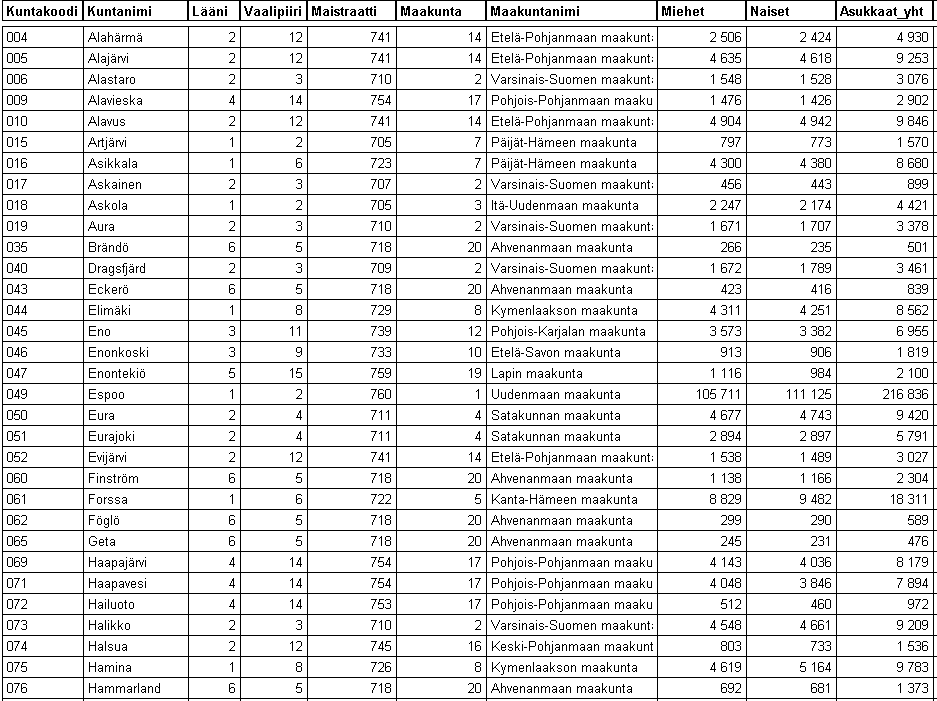 Kuntakoodi Kuntanimi Lääni Vaalipiiri Maistraatti Maakunta Maakuntanimi Miehet Naiset Asukkaat_yht
004 Alahärmä 2 12 741 14 Etelä-Pohjanmaan maakunt 2 506 2 424 4 930
005 Alajärvi 2 12 741 14 Etelä-Pohjanmaan maakunt 4 635 4 618 9 253
006 Alastaro 2 3 710 2 Varsinais-Suomen maakunt 1 548 1 528 3 076
009 Alavieska 4 14 754 17 Pohjois-Pohjanmaan maaku 1 476 1 426 2 902
010 Alavus 2 12 741 14 Etelä-Pohjanmaan maakunt 4 904 4 942 9 846
015 Artjärvi 1 2 705 7 Päijät-Hämeen maakunta 797 773 1 570
016 Asikkala 1 6 723 7 Päijät-Hämeen maakunta 4 300 4 380 8 680
017 Askainen 2 3 707 2 Varsinais-Suomen maakunt 456 443 899
018 Askola 1 2 705 3 Itä-Uudenmaan maakunta 2 247 2 174 4 421
019 Aura 2 3 710 2 Varsinais-Suomen maakunt 1 671 1 707 3 378
035 Brändö 6 5 718 20 Ahvenanmaan maakunta 266 235 501
040 Dragsfjärd 2 3 709 2 Varsinais-Suomen maakunt 1 672 1 789 3 461
043 Eckerö 6 5 718 20 Ahvenanmaan maakunta 423 416 839
044 Elimäki 1 8 729 8 Kymenlaakson maakunta 4 311 4 251 8 562
045 Eno 3 11 739 12 Pohjois-Karjalan maakunta 3 573 3 382 6 955
046 Enonkoski 3 9 733 10 Etelä-Savon maakunta 913 906 1 819
047 Enontekiö 5 15 759 19 Lapin maakunta 1 116 984 2 100
049 Espoo 1 2 760 1 Uudenmaan maakunta 105 711 111 125 216 836
050 Eura 2 4 711 4 Satakunnan maakunta 4 677 4 743 9 420
051 Eurajoki 2 4 711 4 Satakunnan maakunta 2 894 2 897 5 791
052 Evijärvi 2 12 741 14 Etelä-Pohjanmaan maakunt 1 538 1 489 3 027
060 Finström 6 5 718 20 Ahvenanmaan maakunta 1 138 1 166 2 304
061 Forssa 1 6 722 5 Kanta-Hämeen maakunta 8 829 9 482 18 311
062 Föglö 6 5 718 20 Ahvenanmaan maakunta 299 290 589
065 Geta 6 5 718 20 Ahvenanmaan maakunta 245 231 476
069 Haapajärvi 4 14 754 17 Pohjois-Pohjanmaan maaku 4 143 4 036 8 179
071 Haapavesi 4 14 754 17 Pohjois-Pohjanmaan maaku 4 048 3 846 7 894
072 Hailuoto 4 14 753 17 Pohjois-Pohjanmaan maaku 512 460 972
073 Halikko 2 3 710 2 Varsinais-Suomen maakunt 4 548 4 661 9 209
074 Halsua 2 12 745 16 Keski-Pohjanmaan maakunt 803 733 1 536
075 Hamina 1 8 726 8 Kymenlaakson maakunta 4 619 5 164 9 783
076 Hammarland 6 5 718 20 Ahvenanmaan maakunta 692 681 1 373